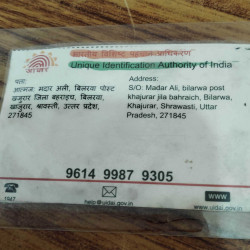 भारतीय विशिष्ट पहचान प्राधिकरण
Unique Identification Authority of India
पता:
आत्मज: मदार अली, बिलरवा पोस्ट
खजुरार जिला बहराइच, बिलरवा,
खाजुरार, श्रावस्ती, उत्तर प्रदेश,
271845
Address:
S/O: Madar Ali, bilarwa post
khajurar jila bahraich, Bilarwa,
Khajurar, Shrawasti, Uttar
Pradesh, 271845
9614 9987 9305
1947
help@uidai.gov.in
www.uidai.gov.in